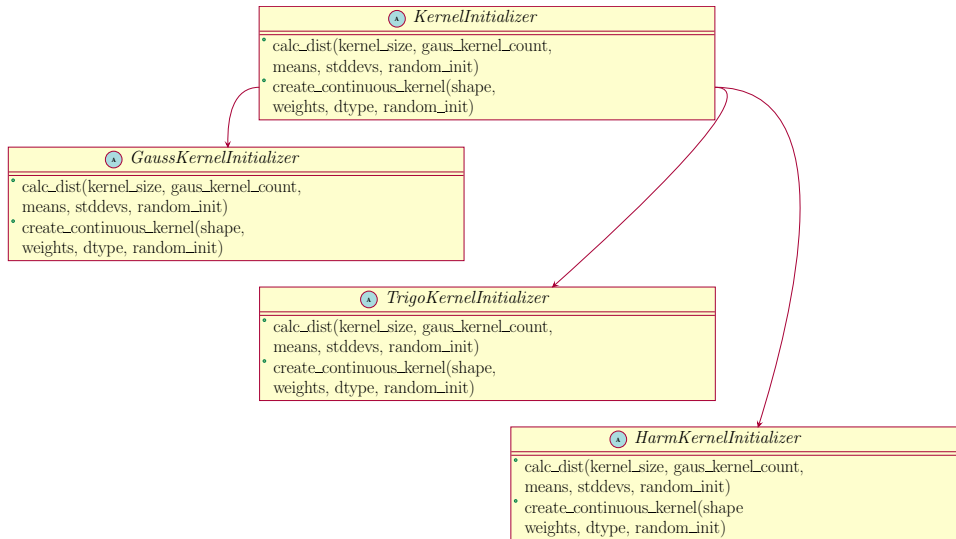 A KernelInitializer
calc_dist(kernel_size, gaus_kernel_count,
means, stddevs, random_init)
create_continuous_kernel(shape,
weights, dtype, random_init)
A GaussKernelInitializer
calc_dist(kernel_size, gaus_kernel_count,
means, stddevs, random_init)
create_continuous_kernel(shape,
weights, dtype, random_init)
A TrigoKernelInitializer
calc_dist(kernel_size, gaus_kernel_count,
means, stddevs, random_init)
create_continuous_kernel(shape,
weights, dtype, random_init)
A HarmKernelInitializer
calc_dist(kernel_size, gaus_kernel_count,
means, stddevs, random_init)
create_continuous_kernel(shape
weights, dtype, random_init)